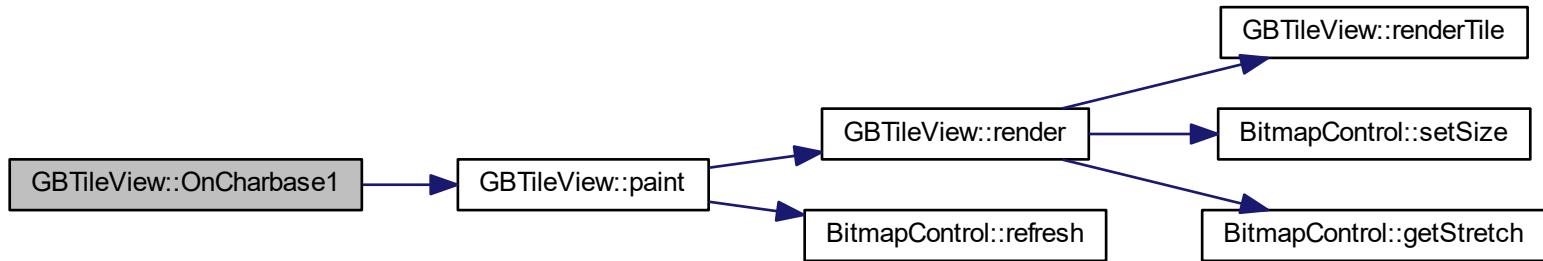 GBTileView::OnCharbase1
GBTileView::paint
GBTileView::render
BitmapControl::refresh
GBTileView::renderTile
BitmapControl::setSize
BitmapControl::getStretch